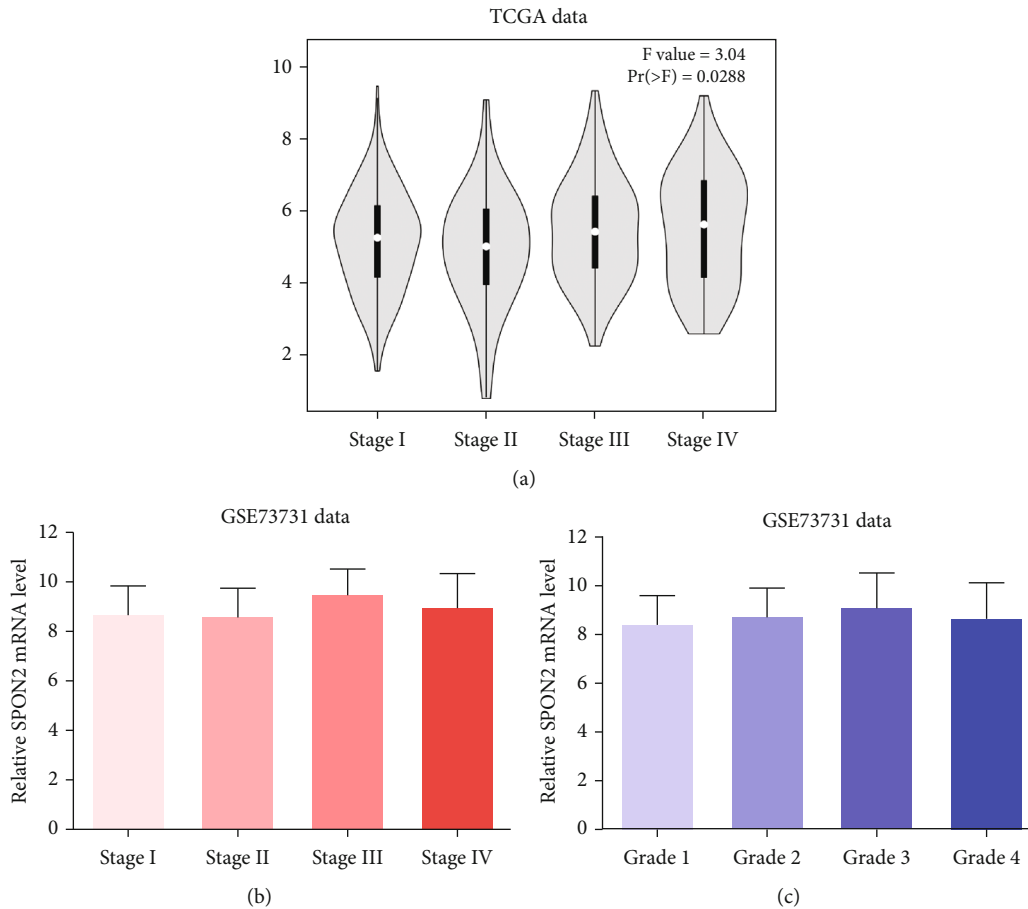 TCGA data
F value = 3.04
Pr(>F) = 0.0288
10
8
6
4
2
Stage I
Stage II
Stage III
Stage IV
(a)
GSE73731 data
Relative SPON2 mRNA level
12
10
8
6
4
2
0
Stage I
Stage II
Stage III
Stage IV
(b)
GSE73731 data
Relative SPON2 mRNA level
12
10
8
6
4
2
0
Grade 1
Grade 2
Grade 3
Grade 4
(c)